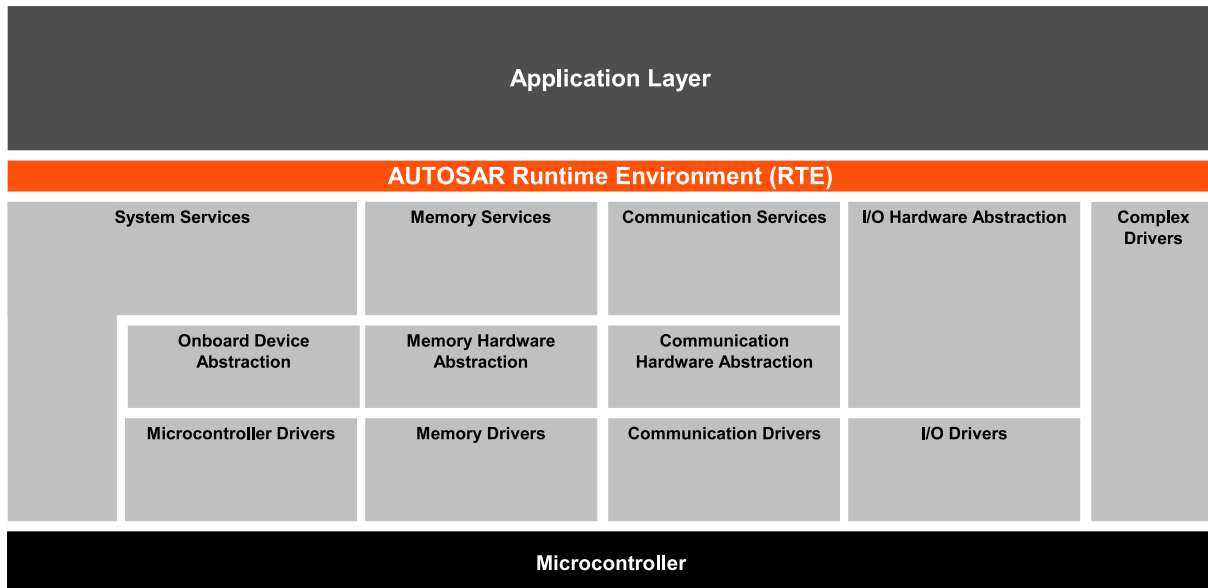 Application Layer
AUTOSAR Runtime Environment (RTE)
System Services
Memory Services
Communication Services
I/O Hardware Abstraction
Complex
Drivers
Onboard Device
Abstraction
Memory Hardware
Abstraction
Communication
Hardware Abstraction
Microcontroller Drivers
Memory Drivers
Communication Drivers
I/O Drivers
Microcontroller